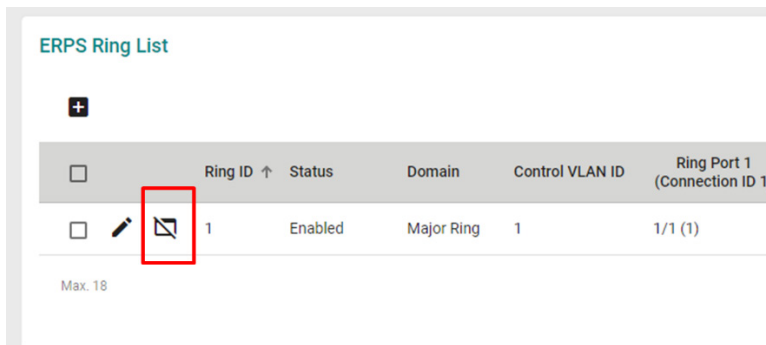 ERPS Ring List
Ring ID ↑ Status Domain Control VLAN ID Ring Port 1
(Connection ID 1
1 Enabled Major Ring 1 1/1 (1)
Max. 18